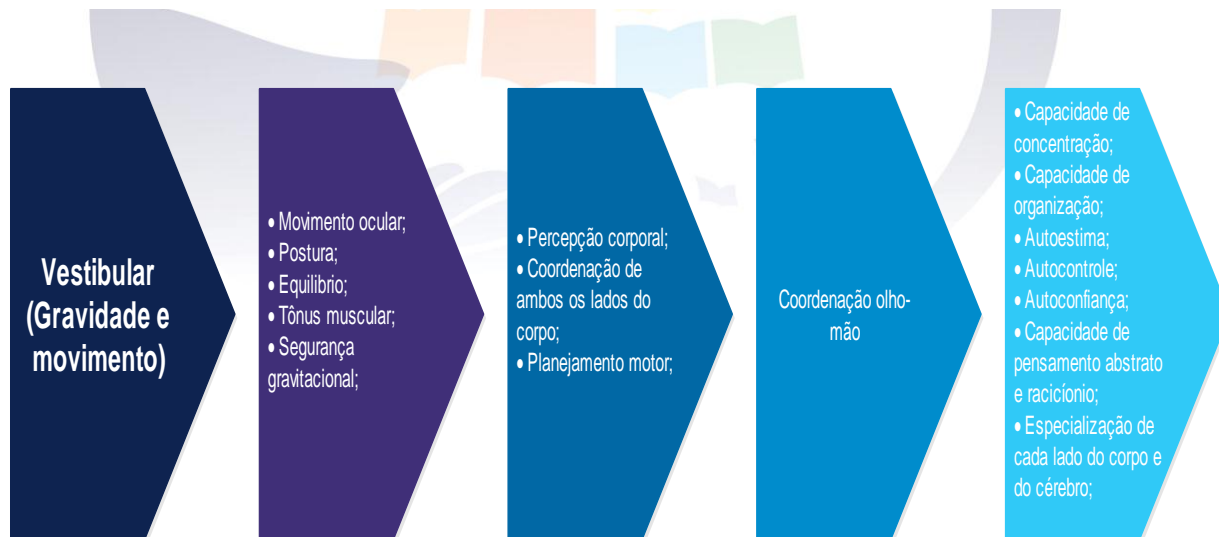 Vestibular
(Gravidade e
movimento)
• Movimento ocular;
• Postura;
• Equilibrio;
• Tônus muscular;
• Segurança
gravitacional;
• Percepção corporal;
• Coordenação de
ambos os lados do
corpo;
• Planejamento motor;
Coordenação olho-
mão
• Capacidade de
concentração;
• Capacidade de
organização;
• Autoestima;
• Autocontrole;
• Autoconfiança;
• Capacidade de
pensamento abstrato
e racicíonio;
• Especialização de
cada lado do corpo e
do cérebro;